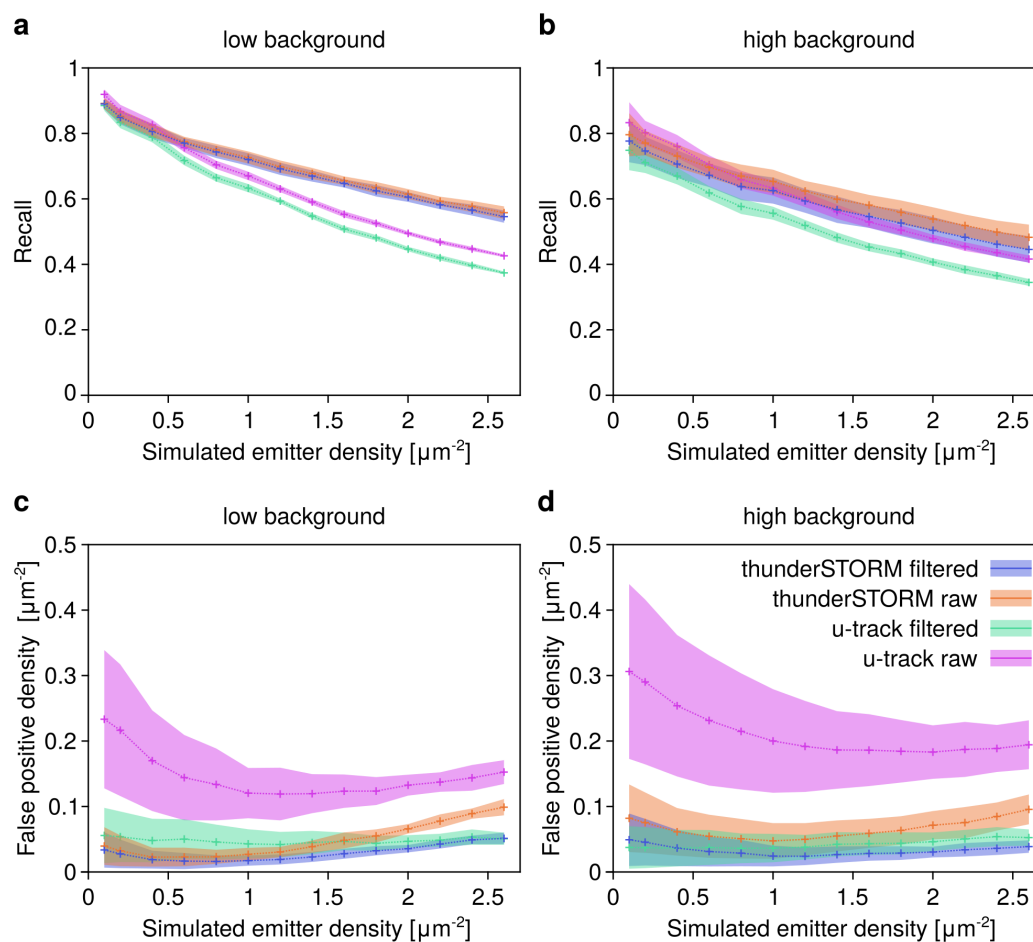 a
low background
Recall
1
0.8
0.6
0.4
0.2
0
0 0.5 1 1.5 2 2.5
Simulated emitter density [µm⁻²]
b
high background
Recall
1
0.8
0.6
0.4
0.2
0
0 0.5 1 1.5 2 2.5
Simulated emitter density [µm⁻²]
c
low background
False positive density [µm⁻²]
0.5
0.4
0.3
0.2
0.1
0
0 0.5 1 1.5 2 2.5
Simulated emitter density [µm⁻²]
d
high background
False positive density [µm⁻²]
0.5
0.4
0.3
0.2
0.1
0
thunderSTORM filtered
thunderSTORM raw
u-track filtered
u-track raw
0 0.5 1 1.5 2 2.5
Simulated emitter density [µm⁻²]